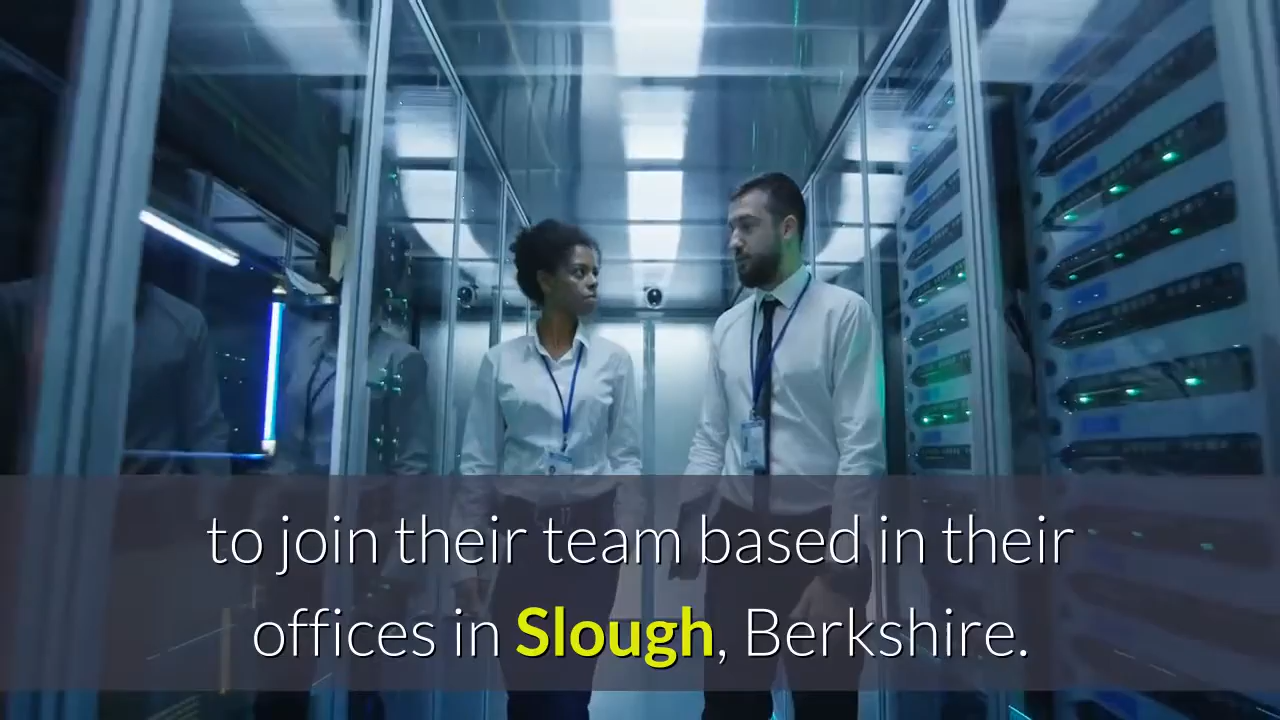 to join their team based in their
offices in Slough, Berkshire.